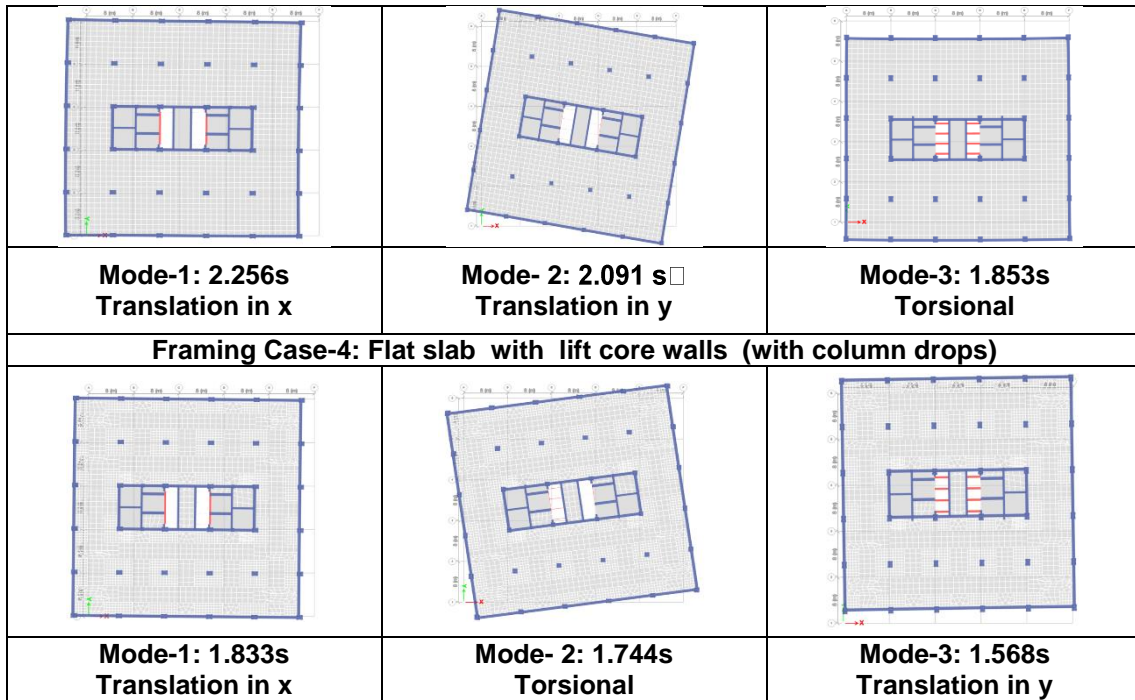 Mode-1: 2.256s
Translation in x
Mode- 2: 2.091 s□
Translation in y
Mode-3: 1.853s
Torsional
Framing Case-4: Flat slab with lift core walls (with column drops)
Mode-1: 1.833s
Translation in x
Mode- 2: 1.744s
Torsional
Mode-3: 1.568s
Translation in y